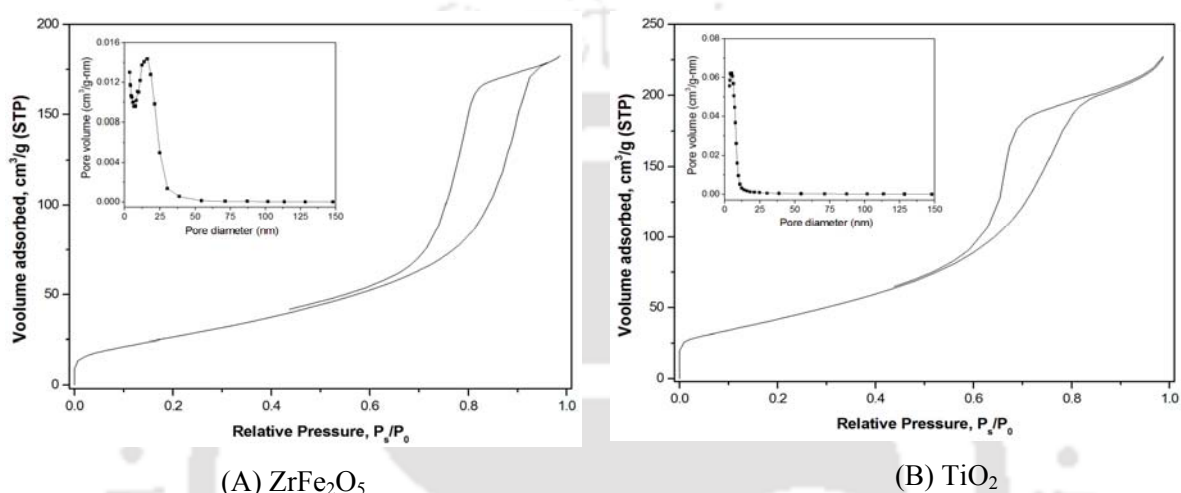 200
150
100
50
0
Voolume adsorbed, cm³/g (STP)
0.0 0.2 0.4 0.6 0.8 1.0
Relative Pressure, Pₛ/P₀
0.016
0.012
0.008
0.004
0.000
Pore volume (cm³/g-nm)
0 25 50 75 100 125 150
Pore diameter (nm)
(A) ZrFe₂O₅
250
200
150
100
50
0
Voolume adsorbed, cm³/g (STP)
0.0 0.2 0.4 0.6 0.8 1.0
Relative Pressure, Pₛ/P₀
0.08
0.06
0.04
0.02
0.00
Pore volume (cm³/g-nm)
0 25 50 75 100 125 150
Pore diameter (nm)
(B) TiO₂